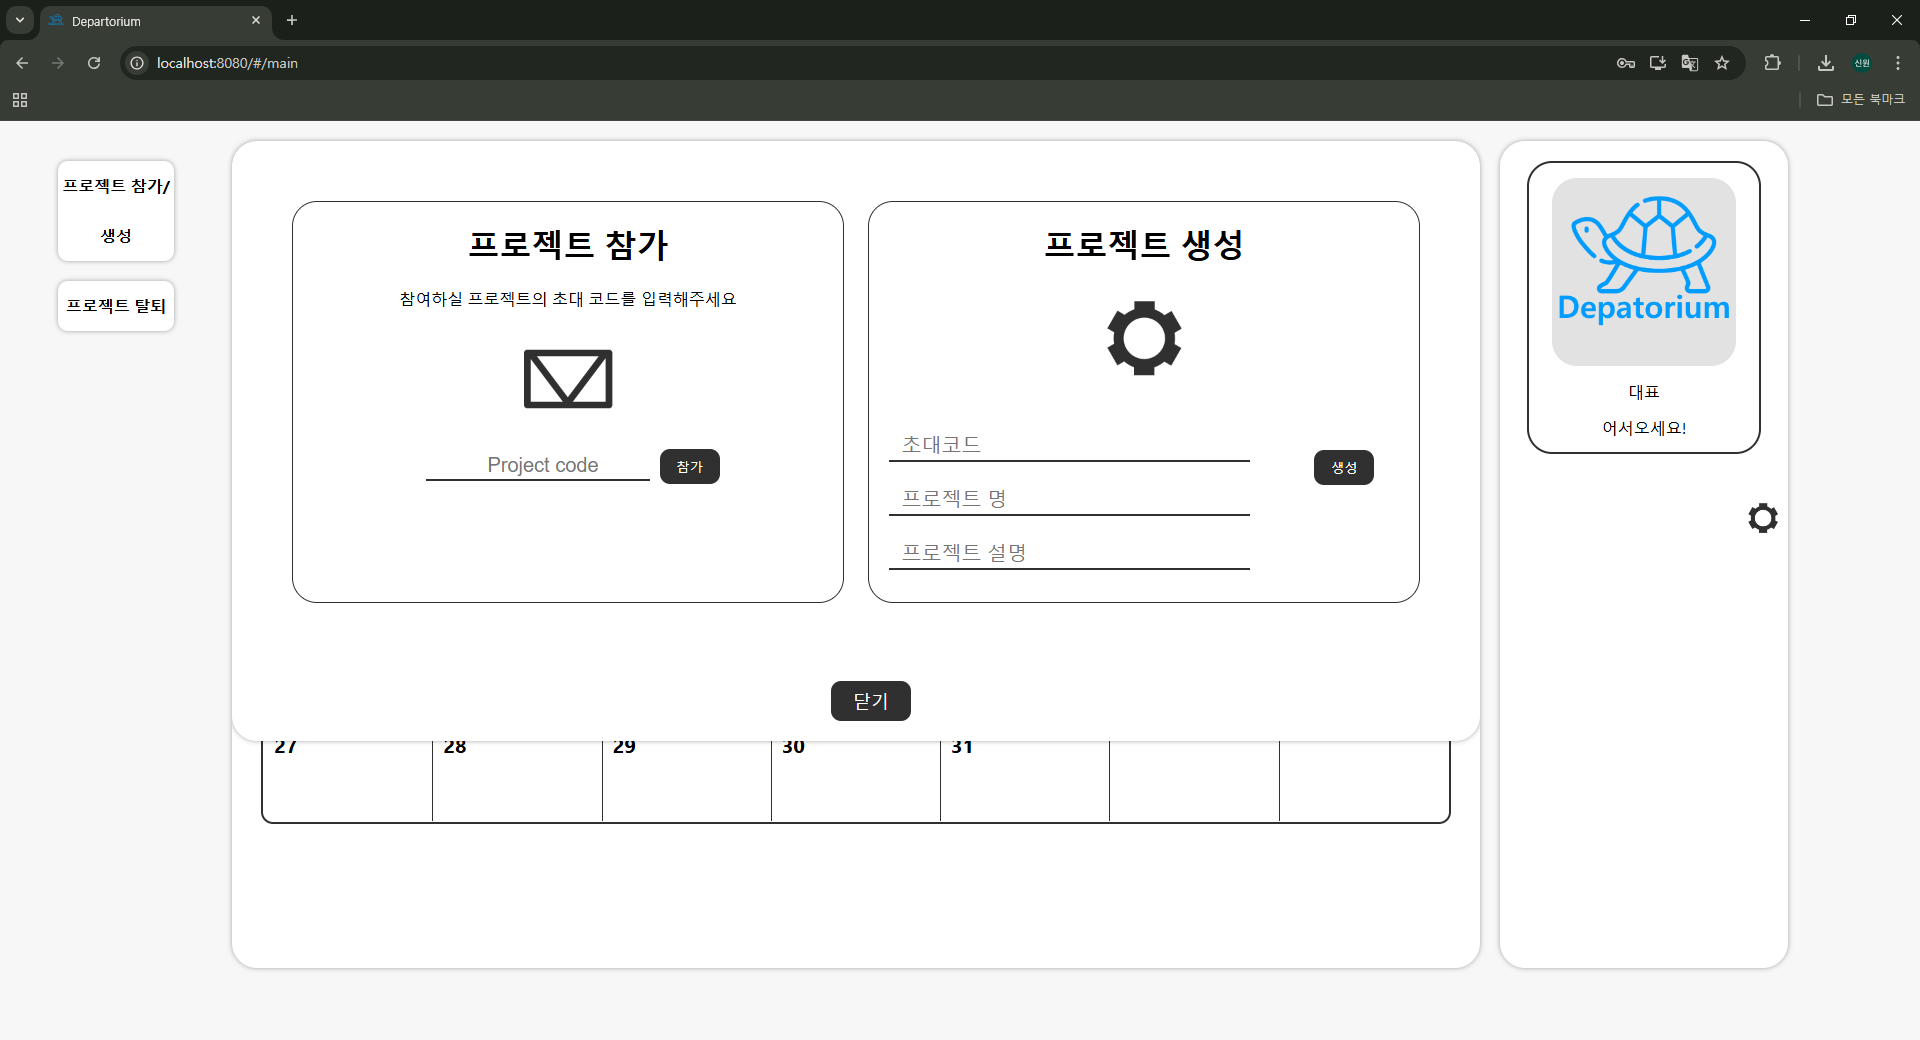 Departorium
localhost:8080/#/main
신원
모든 북마크
프로젝트 참가/
생성
프로젝트 탈퇴
프로젝트 참가
참여하실 프로젝트의 초대 코드를 입력해주세요
Project code
참가
프로젝트 생성
초대코드
프로젝트 명
프로젝트 설명
생성
닫기
27 28 29 30 31
Depatorium
대표
어서오세요!